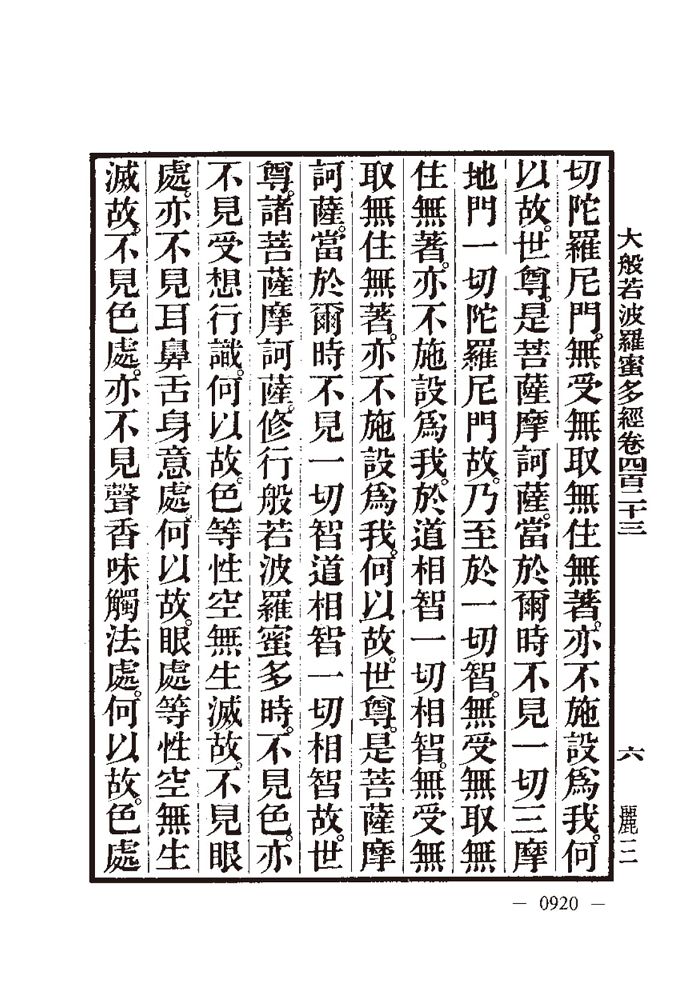 大般若波羅蜜多經卷四百二十三 六 麗三
切陀羅尼門。無受無取無住無著。亦不施設爲我。何
以故。世尊。是菩薩摩訶薩。當於爾時不見一切三摩
地門一切陀羅尼門故。乃至於一切智。無受無取無
住無著。亦不施設爲我。於道相智一切相智。無受無
取無住無著。亦不施設爲我。何以故。世尊。是菩薩摩
訶薩。當於爾時不見一切智道相智一切相智故。世
尊。諸菩薩摩訶薩。修行般若波羅蜜多時。不見色。亦
不見受想行識。何以故。色等性空無生滅故。不見眼
處。亦不見耳鼻舌身意處。何以故。眼處等性空無生
滅故。不見色處。亦不見聲香味觸法處。何以故。色處
— 0920 —